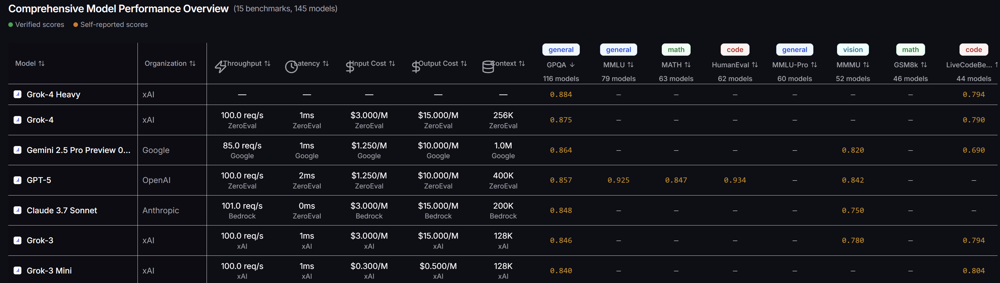 Comprehensive Model Performance Overview (15 benchmarks, 145 models)
Verified scores Self-reported scores
general general math code general vision math code
Model Organization Throughput Latency Input Cost Output Cost Context GPQA MMLU MATH HumanEval MMLU-Pro MMMU GSM8k LiveCodeBe...
116 models 79 models 63 models 62 models 60 models 52 models 46 models 44 models
Grok-4 Heavy xAI — — — — — 0.884 — — — — — — 0.794
Grok-4 xAI 100.0 req/s 1ms $3.000/M $15.000/M 256K 0.875 — — — — — — 0.790
ZeroEval ZeroEval ZeroEval ZeroEval ZeroEval
Gemini 2.5 Pro Preview 0... Google 85.0 req/s 1ms $1.250/M $10.000/M 1.0M 0.864 — — — — 0.820 — 0.690
Google Google Google Google Google
GPT-5 OpenAI 100.0 req/s 2ms $1.250/M $10.000/M 400K 0.857 0.925 0.847 0.934 — 0.842 — —
ZeroEval ZeroEval ZeroEval ZeroEval ZeroEval
Claude 3.7 Sonnet Anthropic 101.0 req/s 0ms $3.000/M $15.000/M 200K 0.848 — — — — 0.750 — —
Bedrock ZeroEval Bedrock Bedrock Bedrock
Grok-3 xAI 100.0 req/s 1ms $3.000/M $15.000/M 128K 0.846 — — — — 0.780 — 0.794
xAI xAI xAI xAI xAI
Grok-3 Mini xAI 100.0 req/s 1ms $0.300/M $0.500/M 128K 0.840 — — — — — — 0.804
xAI xAI xAI xAI xAI